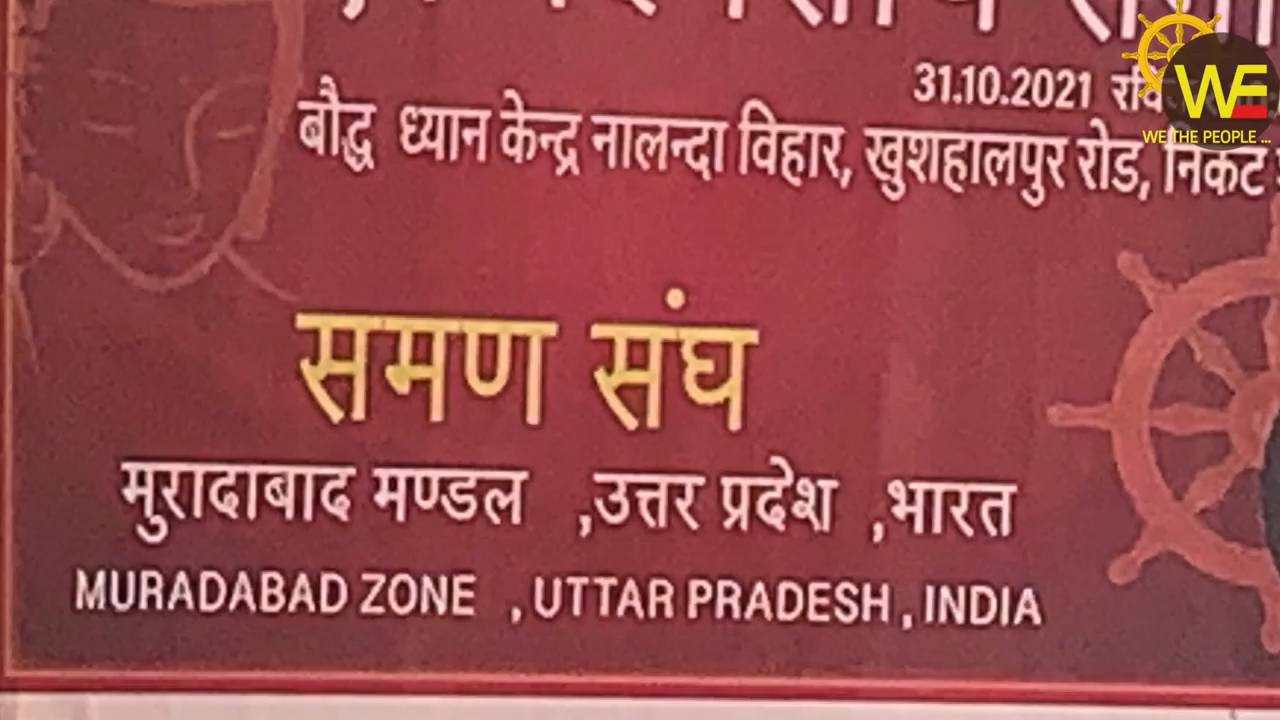 31.10.2021
WE
WE THE PEOPLE ...
बौद्ध ध्यान केन्द्र नालन्दा विहार, खुशहालपुर रोड, निकट
समण संघ
मुरादाबाद मण्डल ,उत्तर प्रदेश ,भारत
MURADABAD ZONE , UTTAR PRADESH , INDIA